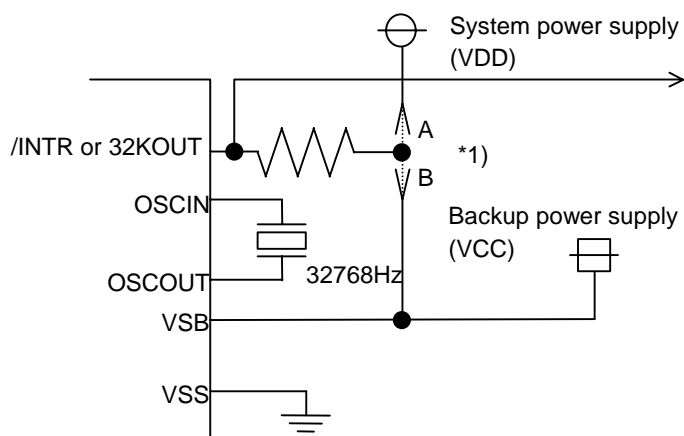 System power supply
(VDD)
A
/INTR or 32KOUT
*1)
B
OSCIN
Backup power supply
(VCC)
OSCOUT
32768Hz
VSB
VSS